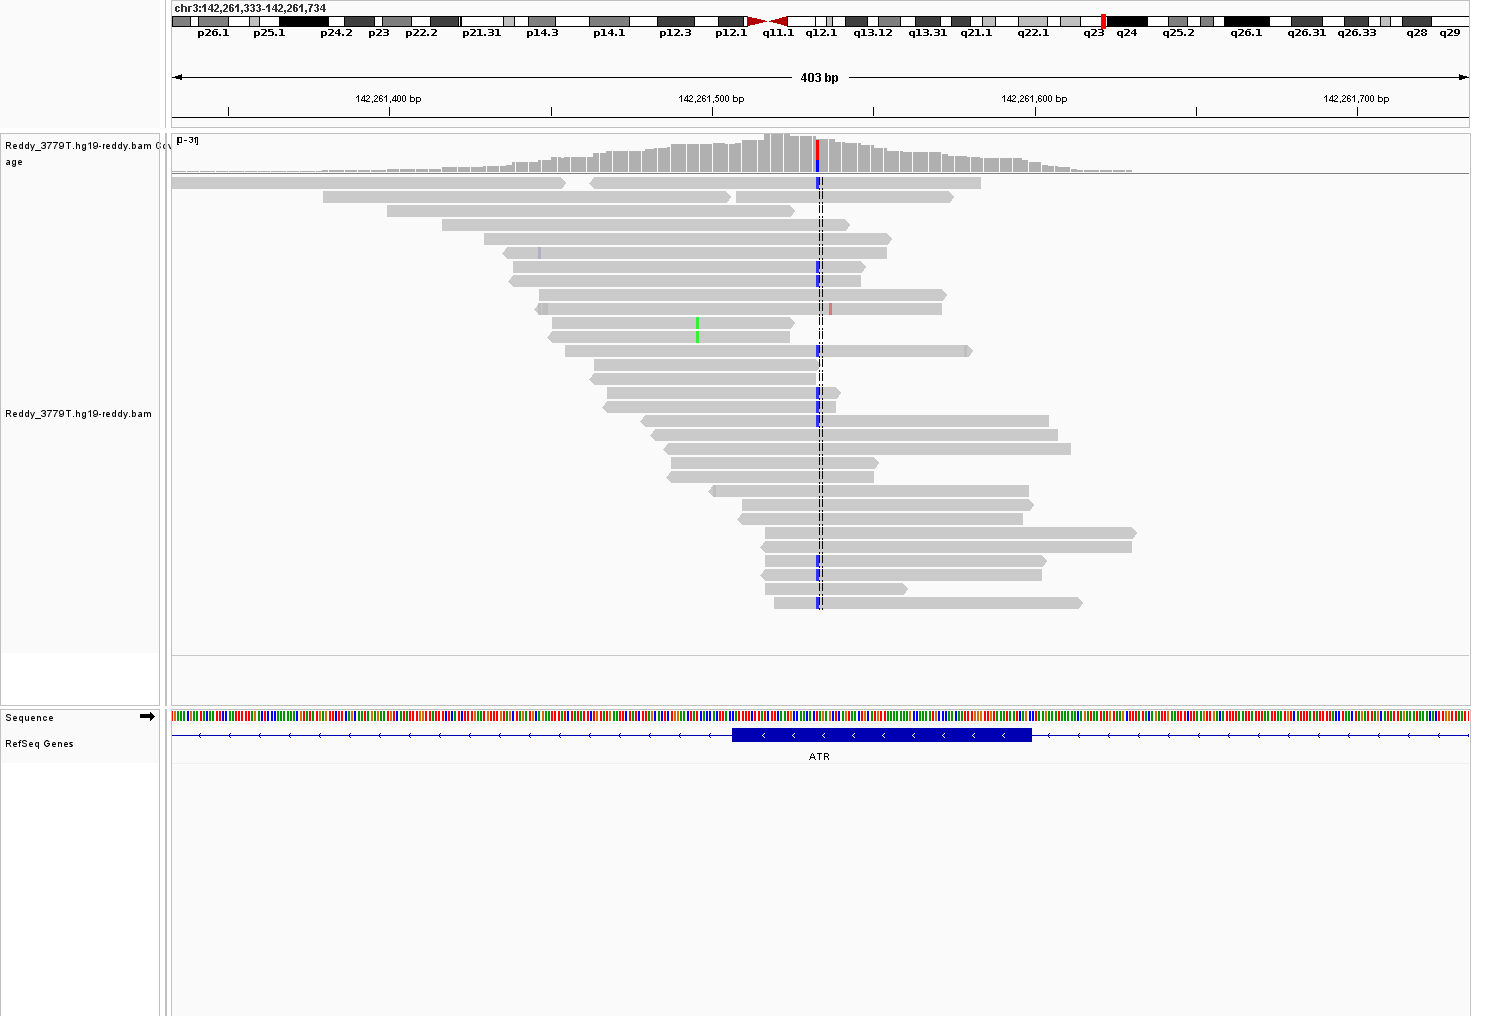 chr3:142,261,333-142,261,734
p26.1 p25.1 p24.2 p23 p22.2 p21.31 p14.3 p14.1 p12.3 p12.1 q11.1 q12.1 q13.12 q13.31 q21.1 q22.1 q23 q24 q25.2 q26.1 q26.31 q26.33 q28 q29
403 bp
142,261,400 bp 142,261,500 bp 142,261,600 bp 142,261,700 bp
[0-31]
Reddy_3779T.hg19-reddy.bam Cov
age
Reddy_3779T.hg19-reddy.bam
Sequence
RefSeq Genes
ATR